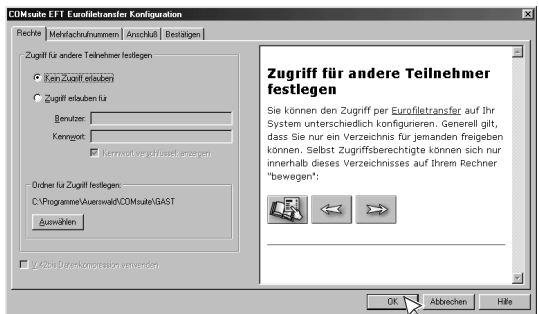 COMsuite EFT Eurofiletransfer Konfiguration
Rechte Mehrfachrufnummern Anschluß Bestätigen
Zugriff für andere Teilnehmer festlegen
Kein Zugriff erlauben
Zugriff erlauben für
Benutzer:
Kennwort:
Kennwort verschlüsselt anzeigen
Ordner für Zugriff festlegen:
C:\Programme\Auerswald\COMsuite\GAST
Auswählen
V.42bis Datenkompression verwenden
Zugriff für andere Teilnehmer
festlegen
Sie können den Zugriff per Eurofiletransfer auf Ihr
System unterschiedlich konfigurieren. Generell gilt,
dass Sie nur ein Verzeichnis für jemanden freigeben
können. Selbst Zugriffsberechtigte können sich nur
innerhalb dieses Verzeichnisses auf Ihrem Rechner
"bewegen":
OK Abbrechen Hilfe